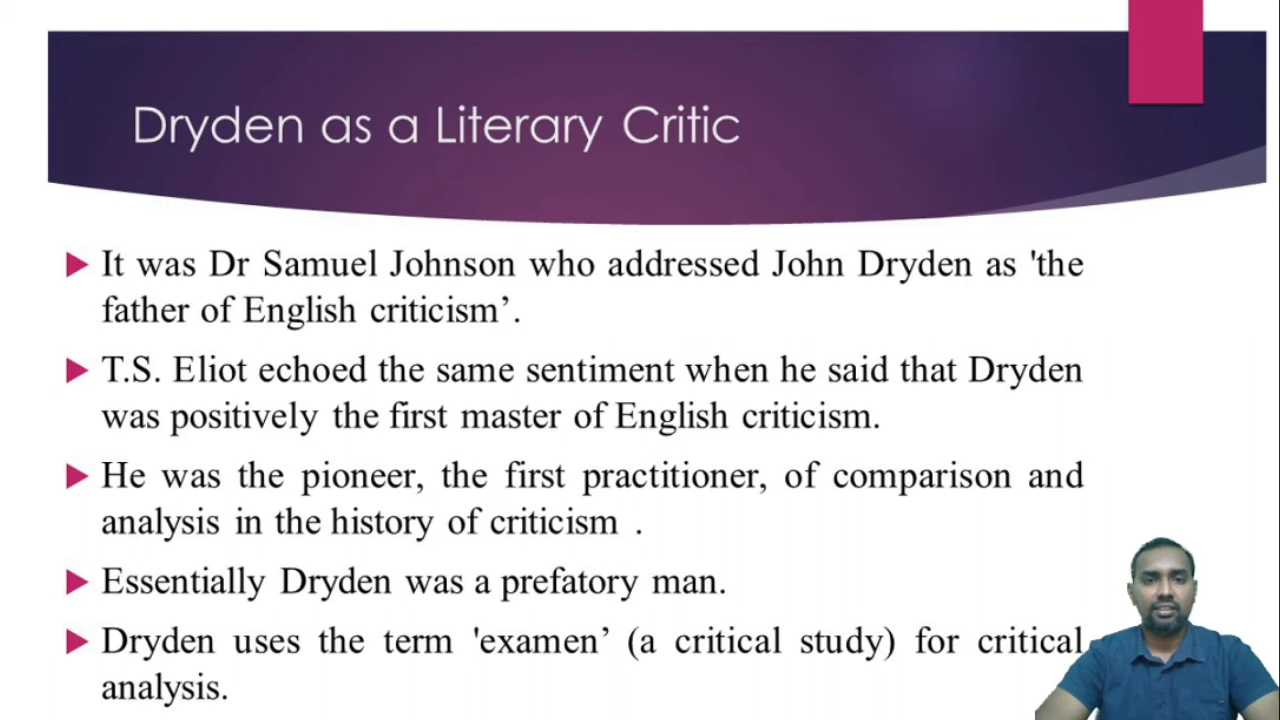 Dryden as a Literary Critic
It was Dr Samuel Johnson who addressed John Dryden as 'the
father of English criticism’.
T.S. Eliot echoed the same sentiment when he said that Dryden
was positively the first master of English criticism.
He was the pioneer, the first practitioner, of comparison and
analysis in the history of criticism .
Essentially Dryden was a prefatory man.
Dryden uses the term 'examen’ (a critical study) for critical
analysis.